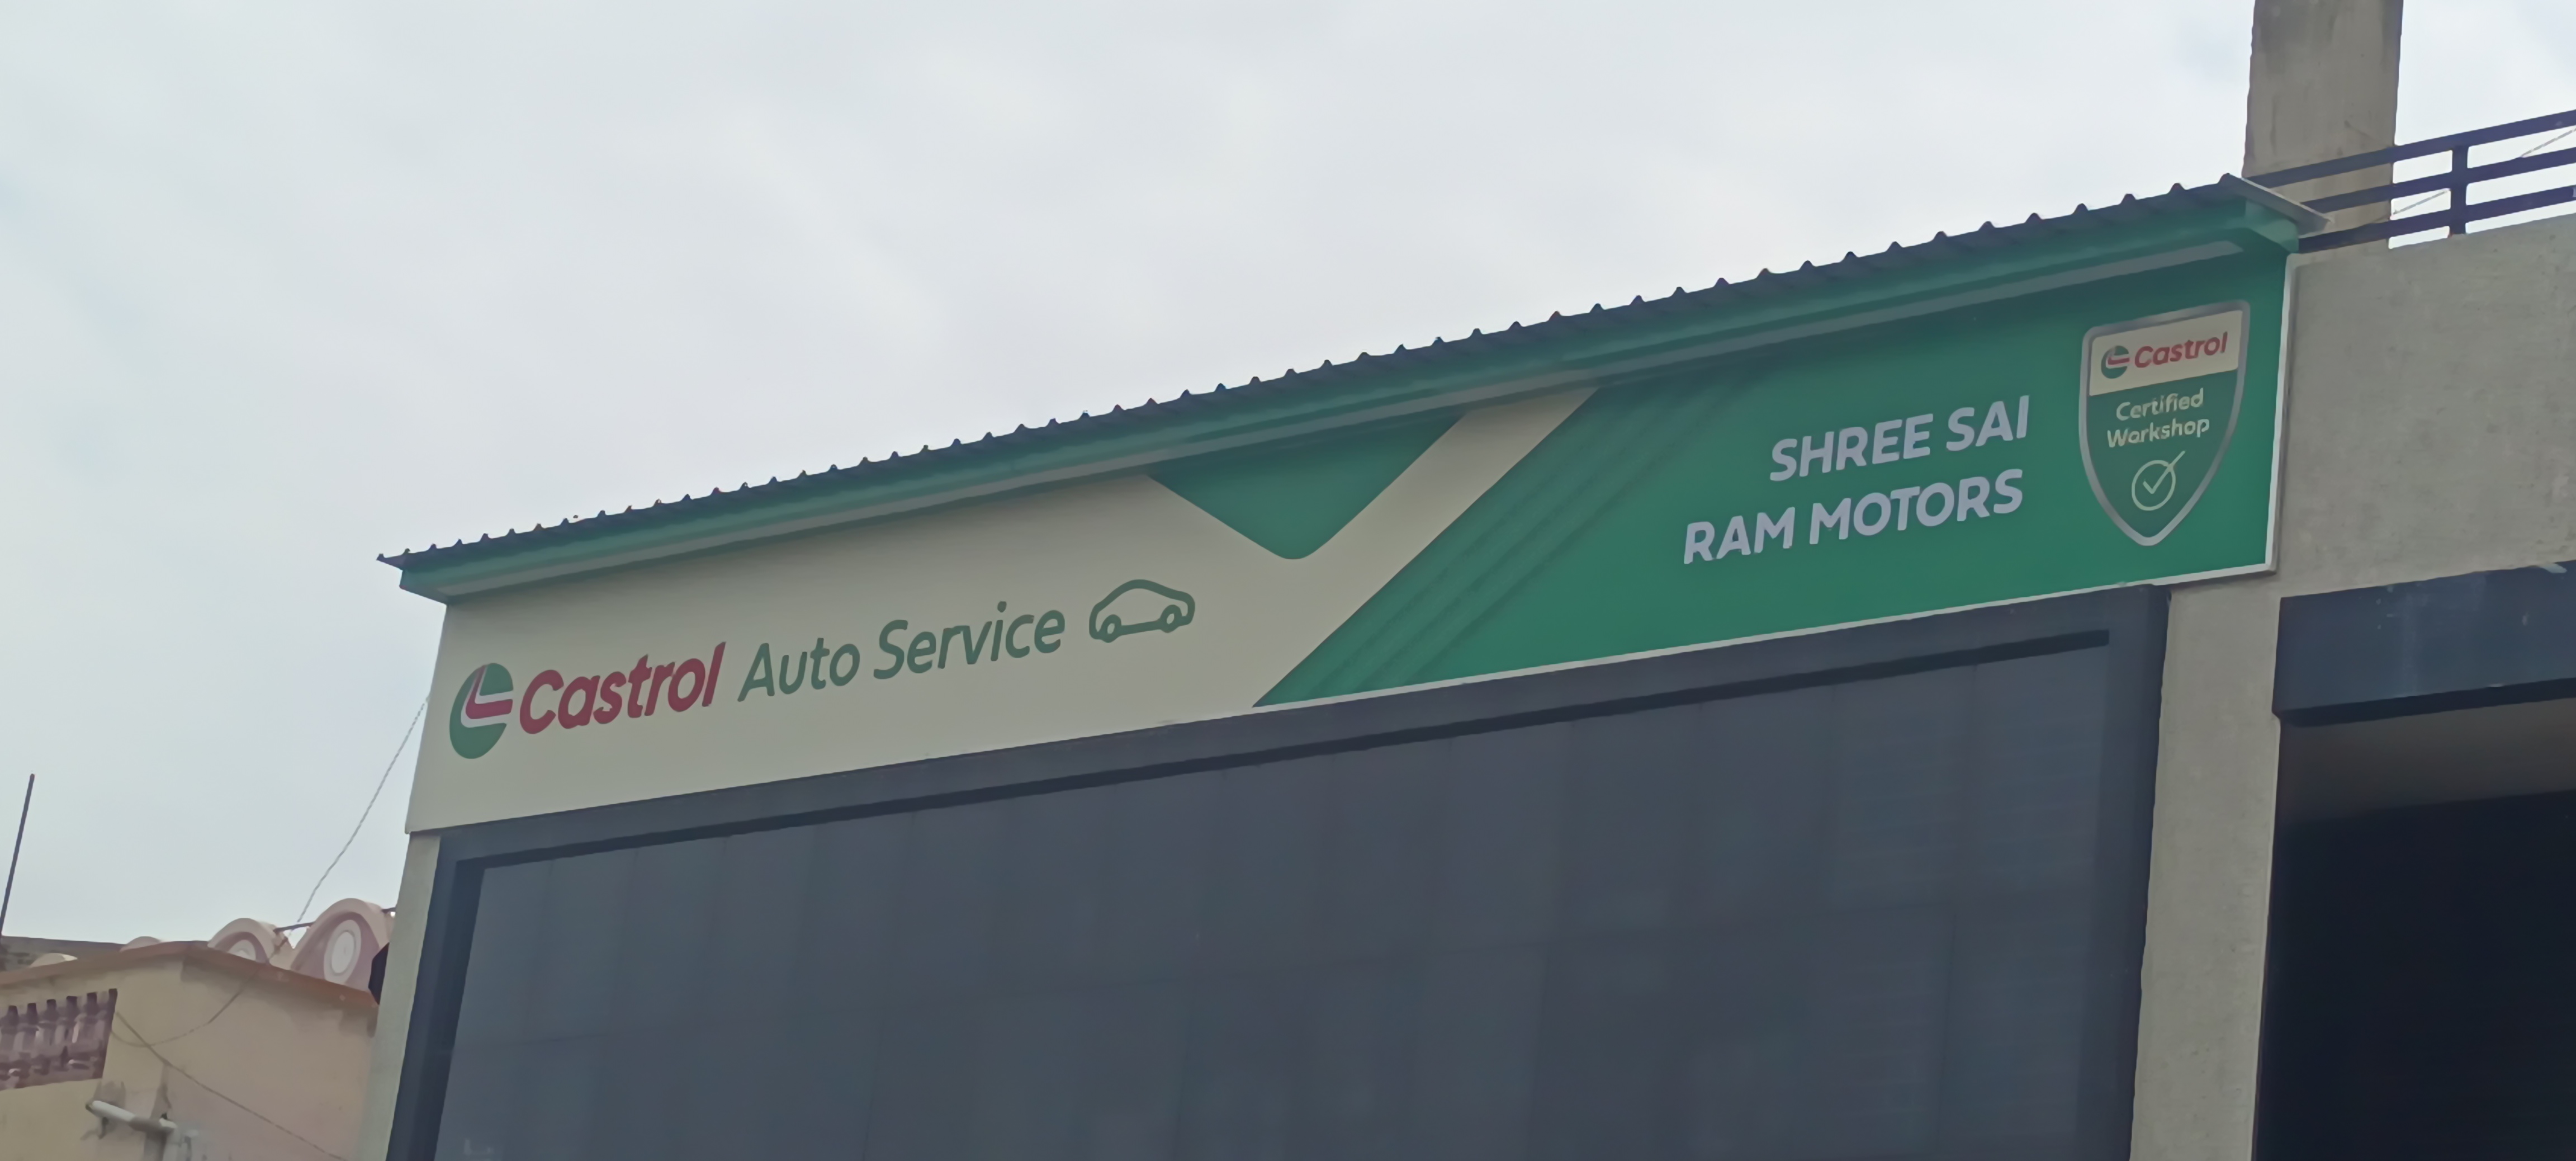 Castrol Auto Service
SHREE SAI
RAM MOTORS
Castrol
Certified
Workshop